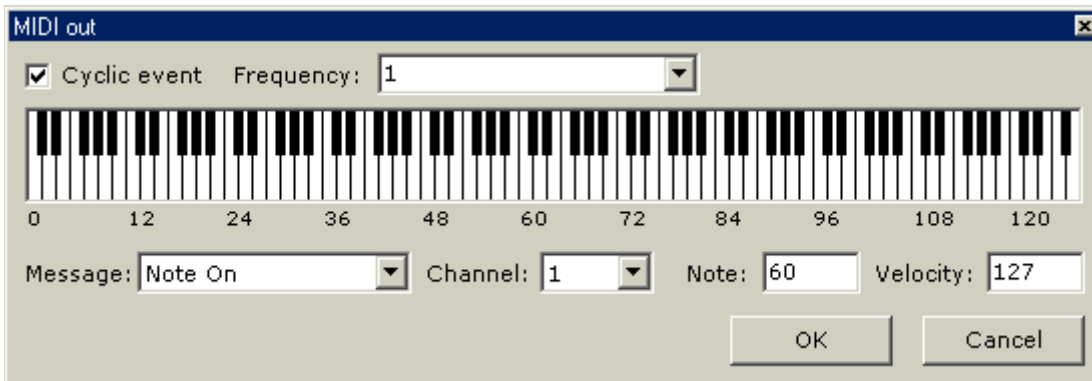 MIDI out
Cyclic event Frequency: 1
0 12 24 36 48 60 72 84 96 108 120
Message: Note On Channel: 1 Note: 60 Velocity: 127
OK Cancel